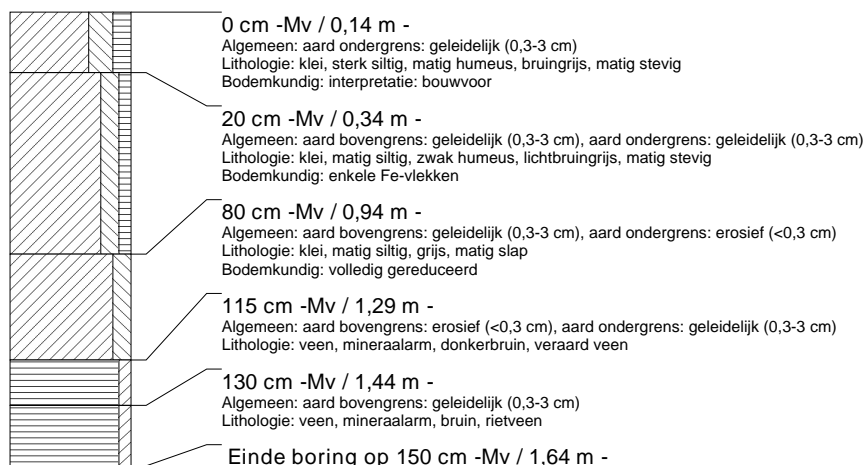 0 cm -Mv / 0,14 m -
Algemeen: aard ondergrens: geleidelijk (0,3-3 cm)
Lithologie: klei, sterk siltig, matig humeus, bruingrijs, matig stevig
Bodemkundig: interpretatie: bouwvoor
20 cm -Mv / 0,34 m -
Algemeen: aard bovengrens: geleidelijk (0,3-3 cm), aard ondergrens: geleidelijk (0,3-3 cm)
Lithologie: klei, matig siltig, zwak humeus, lichtbruingrijs, matig stevig
Bodemkundig: enkele Fe-vlekken
80 cm -Mv / 0,94 m -
Algemeen: aard bovengrens: geleidelijk (0,3-3 cm), aard ondergrens: erosief (<0,3 cm)
Lithologie: klei, matig siltig, grijs, matig slap
Bodemkundig: volledig gereduceerd
115 cm -Mv / 1,29 m -
Algemeen: aard bovengrens: erosief (<0,3 cm), aard ondergrens: geleidelijk (0,3-3 cm)
Lithologie: veen, mineraalarm, donkerbruin, veraard veen
130 cm -Mv / 1,44 m -
Algemeen: aard bovengrens: geleidelijk (0,3-3 cm)
Lithologie: veen, mineraalarm, bruin, rietveen
Einde boring op 150 cm -Mv / 1,64 m -